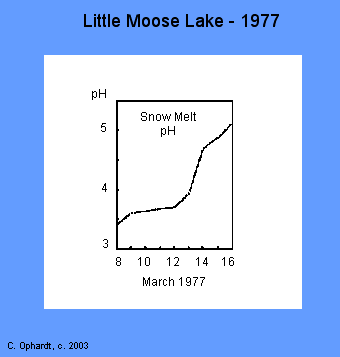 Little Moose Lake - 1977
pH
Snow Melt
pH
5
4
3
8 10 12 14 16
March 1977
C. Ophardt, c. 2003